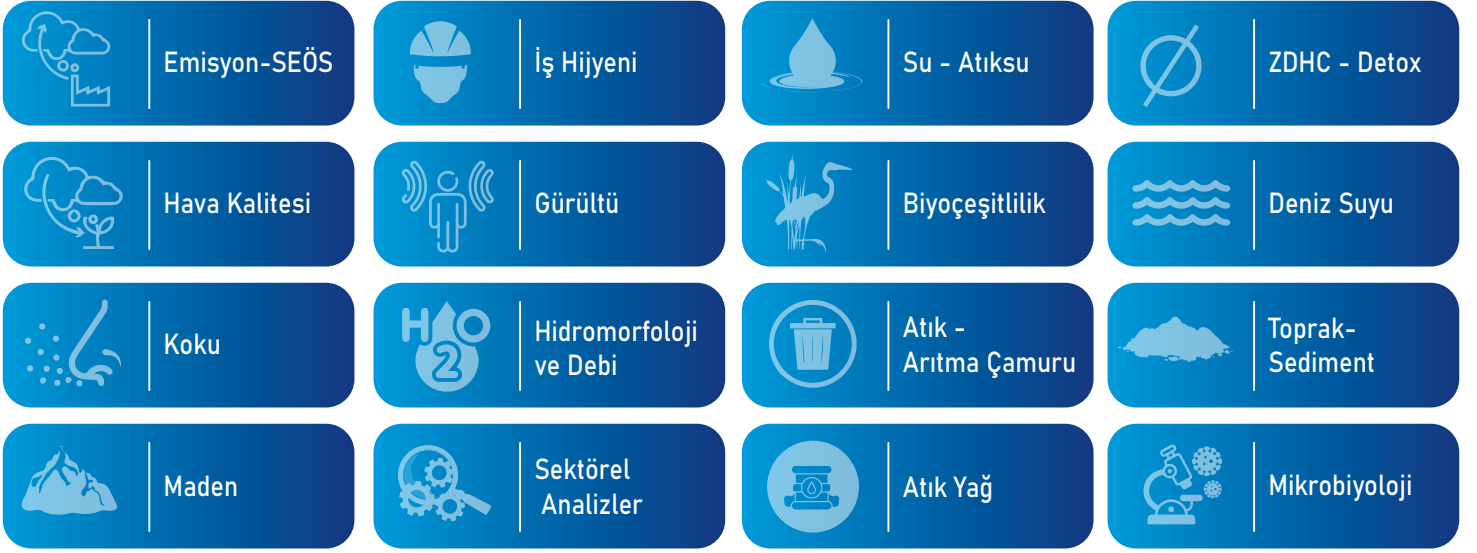 Emisyon-SEÖS
İş Hijyeni
Su - Atıksu
ZDHC - Detox
Hava Kalitesi
Gürültü
Biyoçeşitlilik
Deniz Suyu
Koku
H2O
Hidromorfoloji
ve Debi
Atık -
Arıtma Çamuru
Toprak-
Sediment
Maden
Sektörel
Analizler
Atık Yağ
Mikrobiyoloji